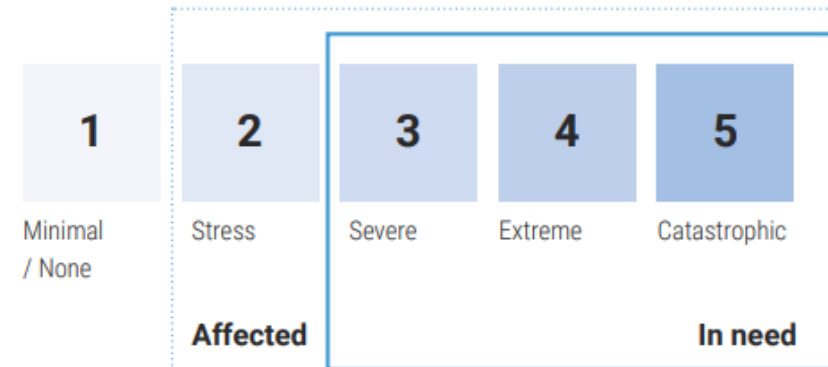 1 2 3 4 5
Minimal Stress Severe Extreme Catastrophic
/ None
Affected In need